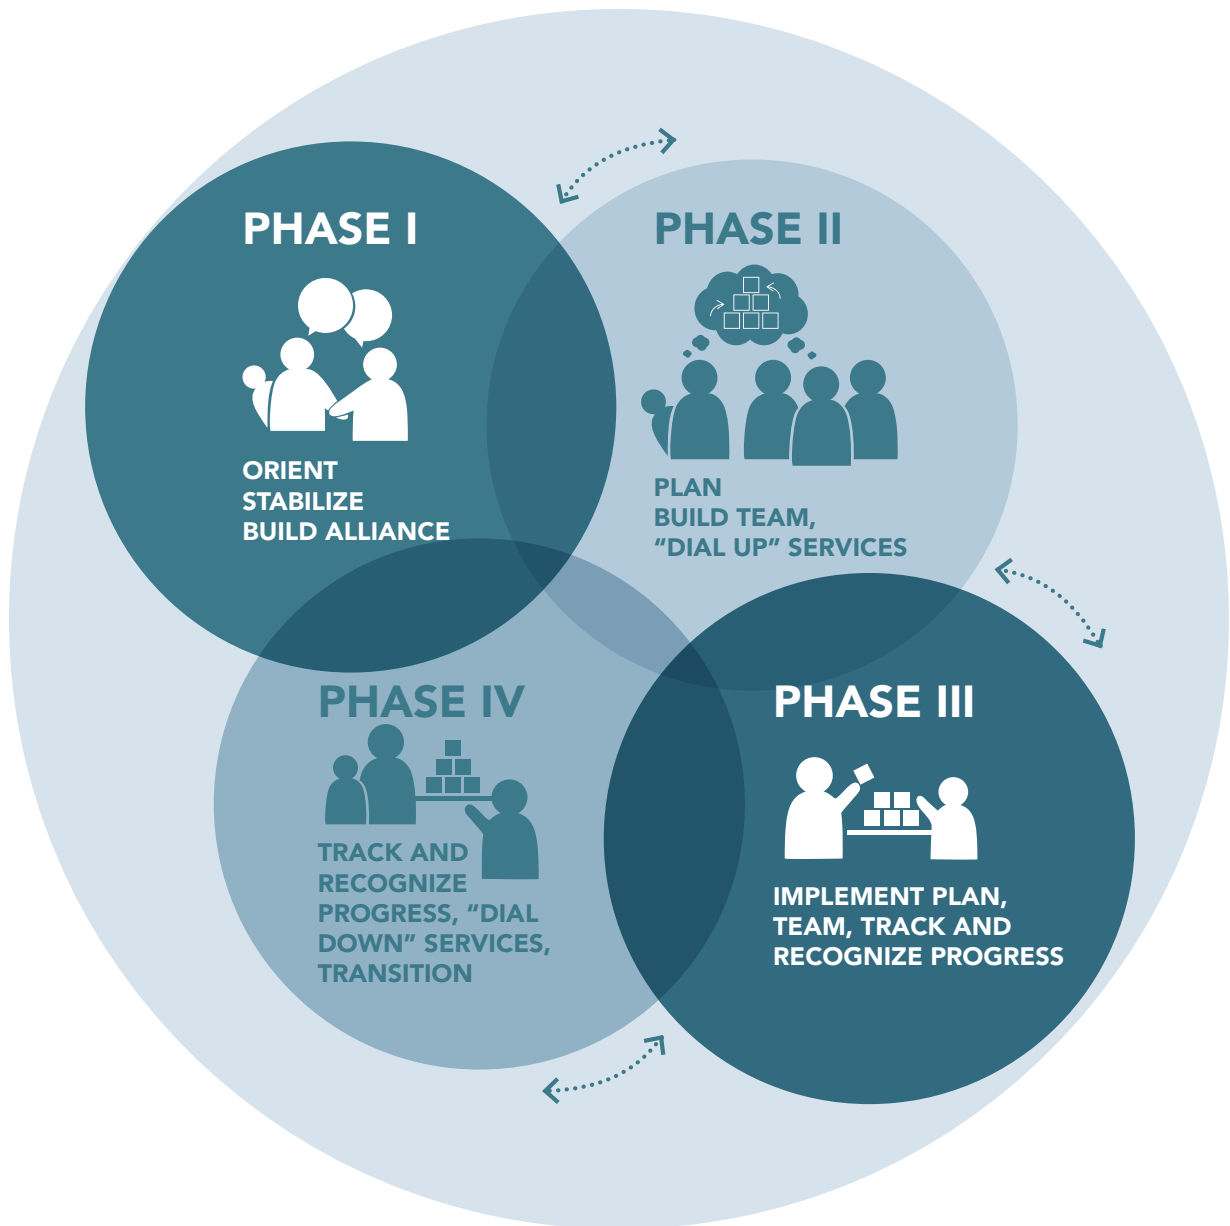 PHASE I
ORIENT
STABILIZE
BUILD ALLIANCE
PHASE II
PLAN
BUILD TEAM,
“DIAL UP” SERVICES
PHASE III
IMPLEMENT PLAN,
TEAM, TRACK AND
RECOGNIZE PROGRESS
PHASE IV
TRACK AND
RECOGNIZE
PROGRESS, “DIAL
DOWN” SERVICES,
TRANSITION